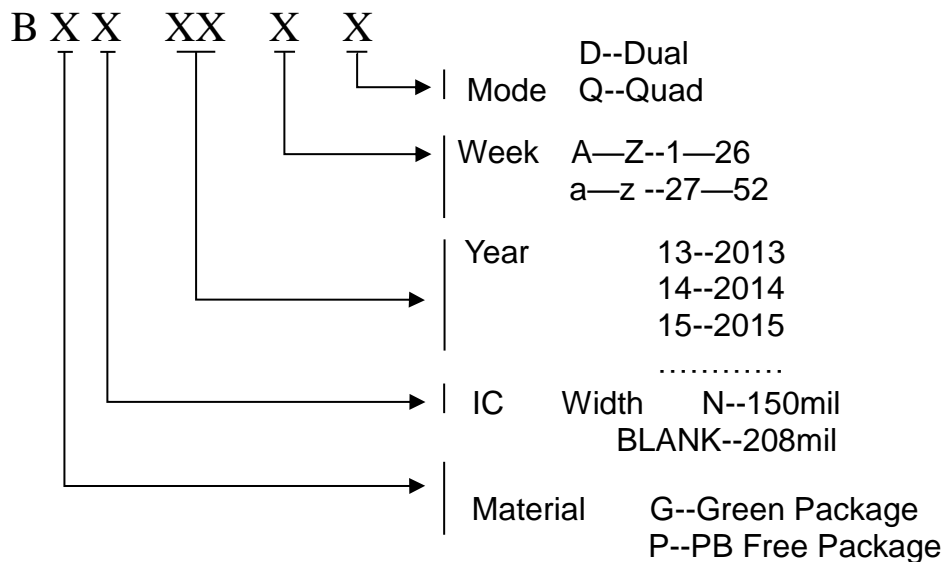 B X X XX X X
D--Dual
Mode Q--Quad
Week A—Z--1—26
a—z --27—52
Year 13--2013
14--2014
15--2015
…………
IC Width N--150mil
BLANK--208mil
Material G--Green Package
P--PB Free Package